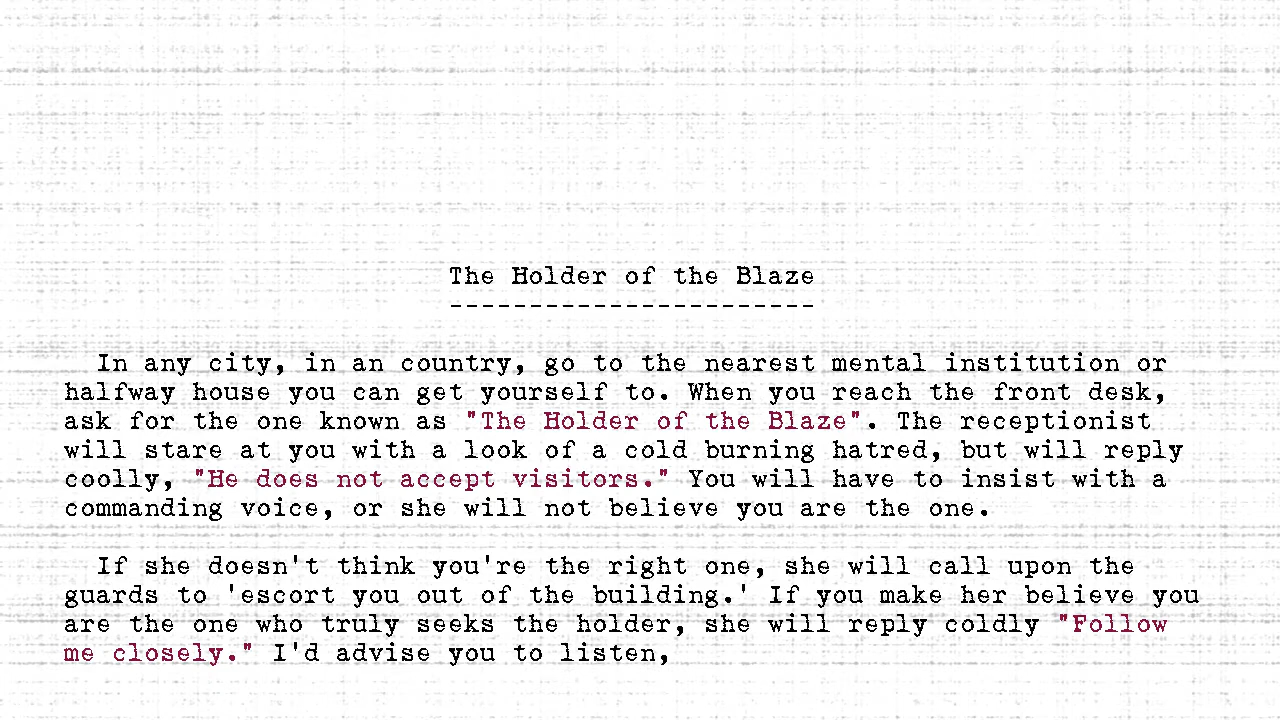 The Holder of the Blaze
-----------------------
In any city, in an country, go to the nearest mental institution or
halfway house you can get yourself to. When you reach the front desk,
ask for the one known as "The Holder of the Blaze". The receptionist
will stare at you with a look of a cold burning hatred, but will reply
coolly, "He does not accept visitors." You will have to insist with a
commanding voice, or she will not believe you are the one.
If she doesn't think you're the right one, she will call upon the
guards to 'escort you out of the building.' If you make her believe you
are the one who truly seeks the holder, she will reply coldly "Follow
me closely." I'd advise you to listen,